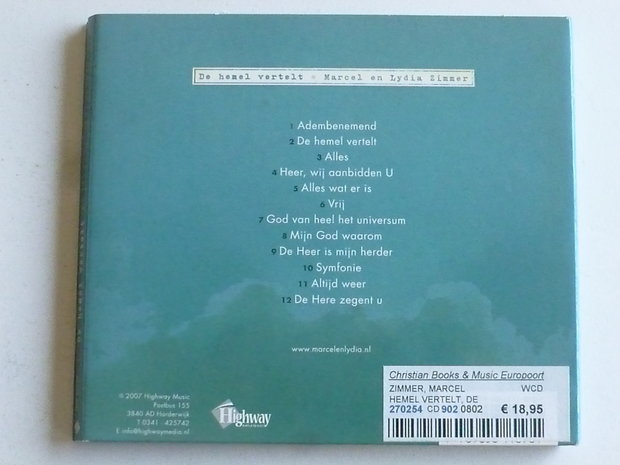 De hemel vertelt * Marcel en Lydia Zimmer
1 Adembenemend
2 De hemel vertelt
3 Alles
4 Heer, wij aanbidden U
5 Alles wat er is
6 Vrij
7 God van heel het universum
8 Mijn God waarom
9 De Heer is mijn herder
10 Symfonie
11 Altijd weer
12 De Here zegent u
www.marcelenlydia.nl
© 2007 Highway Music
Postbus 155
3840 AD Harderwijk
T 0341 - 425742
E info@highwaymedia.nl
Highway
Christian Books & Music Europoort
ZIMMER, MARCEL WCD
HEMEL VERTELT, DE
270254 CD 902 0802 € 18,95